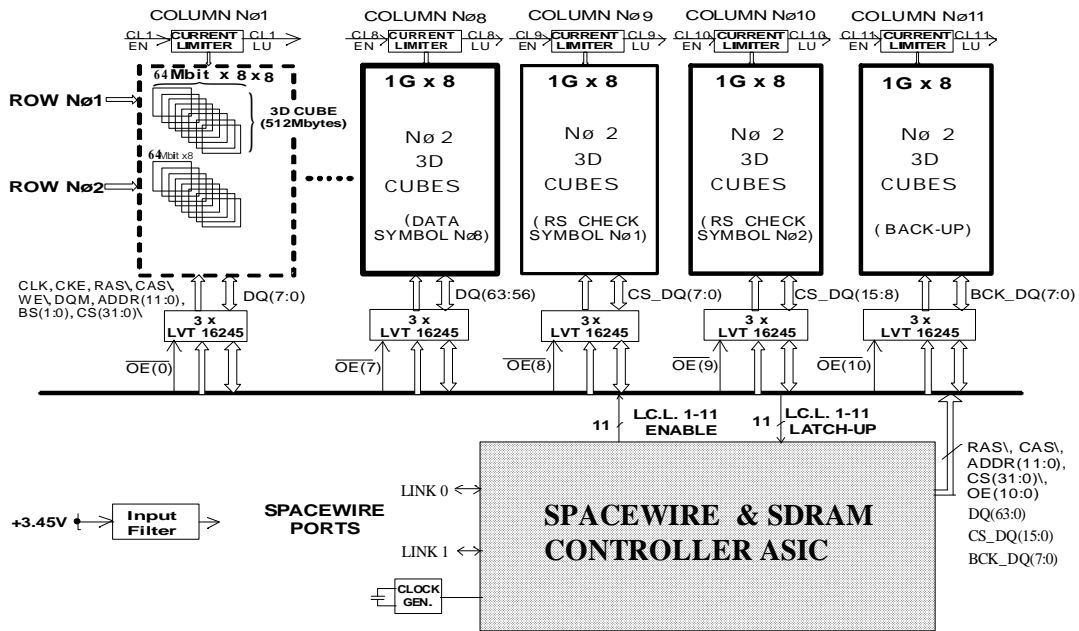 COLUMN Nø1
COLUMN Nø8
COLUMN Nø9
COLUMN Nø10
COLUMN Nø11
CL1
EN
CURRENT
LIMITER
CL1
LU
CL8
EN
CURRENT
LIMITER
CL8
LU
CL9
EN
CURRENT
LIMITER
CL9
LU
CL10
EN
CURRENT
LIMITER
CL10
LU
CL11
EN
CURRENT
LIMITER
CL11
LU
64Mbit x 8x8
ROW Nø1
3D CUBE
(512Mbytes)
64Mbit x8
ROW Nø2
1G x 8
Nø 2
3D
CUBES
(DATA
SYMBOL Nø8)
1G x 8
Nø 2
3D
CUBES
(RS CHECK
SYMBOL Nø1)
1G x 8
Nø 2
3D
CUBES
(RS CHECK
SYMBOL Nø2)
1G x 8
Nø 2
3D
CUBES
(BACK-UP)
CLK, CKE, RAS\, CAS\,
WE\, DQM, ADDR(11:0),
BS(1:0), CS(31:0)\
DQ(7:0)
DQ(63:56)
CS_DQ(7:0)
CS_DQ(15:8)
BCK_DQ(7:0)
3 x
LVT 16245
3 x
LVT 16245
3 x
LVT 16245
3 x
LVT 16245
3 x
LVT 16245
OE(0)
OE(7)
OE(8)
OE(9)
OE(10)
11
L.C.L. 1-11
ENABLE
11
L.C.L. 1-11
LATCH-UP
RAS\, CAS\,
ADDR(11:0),
CS(31:0)\,
OE(10:0)
DQ(63:0)
CS_DQ(15:0)
BCK_DQ(7:0)
+3.45V
Input
Filter
SPACEWIRE
PORTS
LINK 0
LINK 1
CLOCK
GEN.
SPACEWIRE & SDRAM
CONTROLLER ASIC